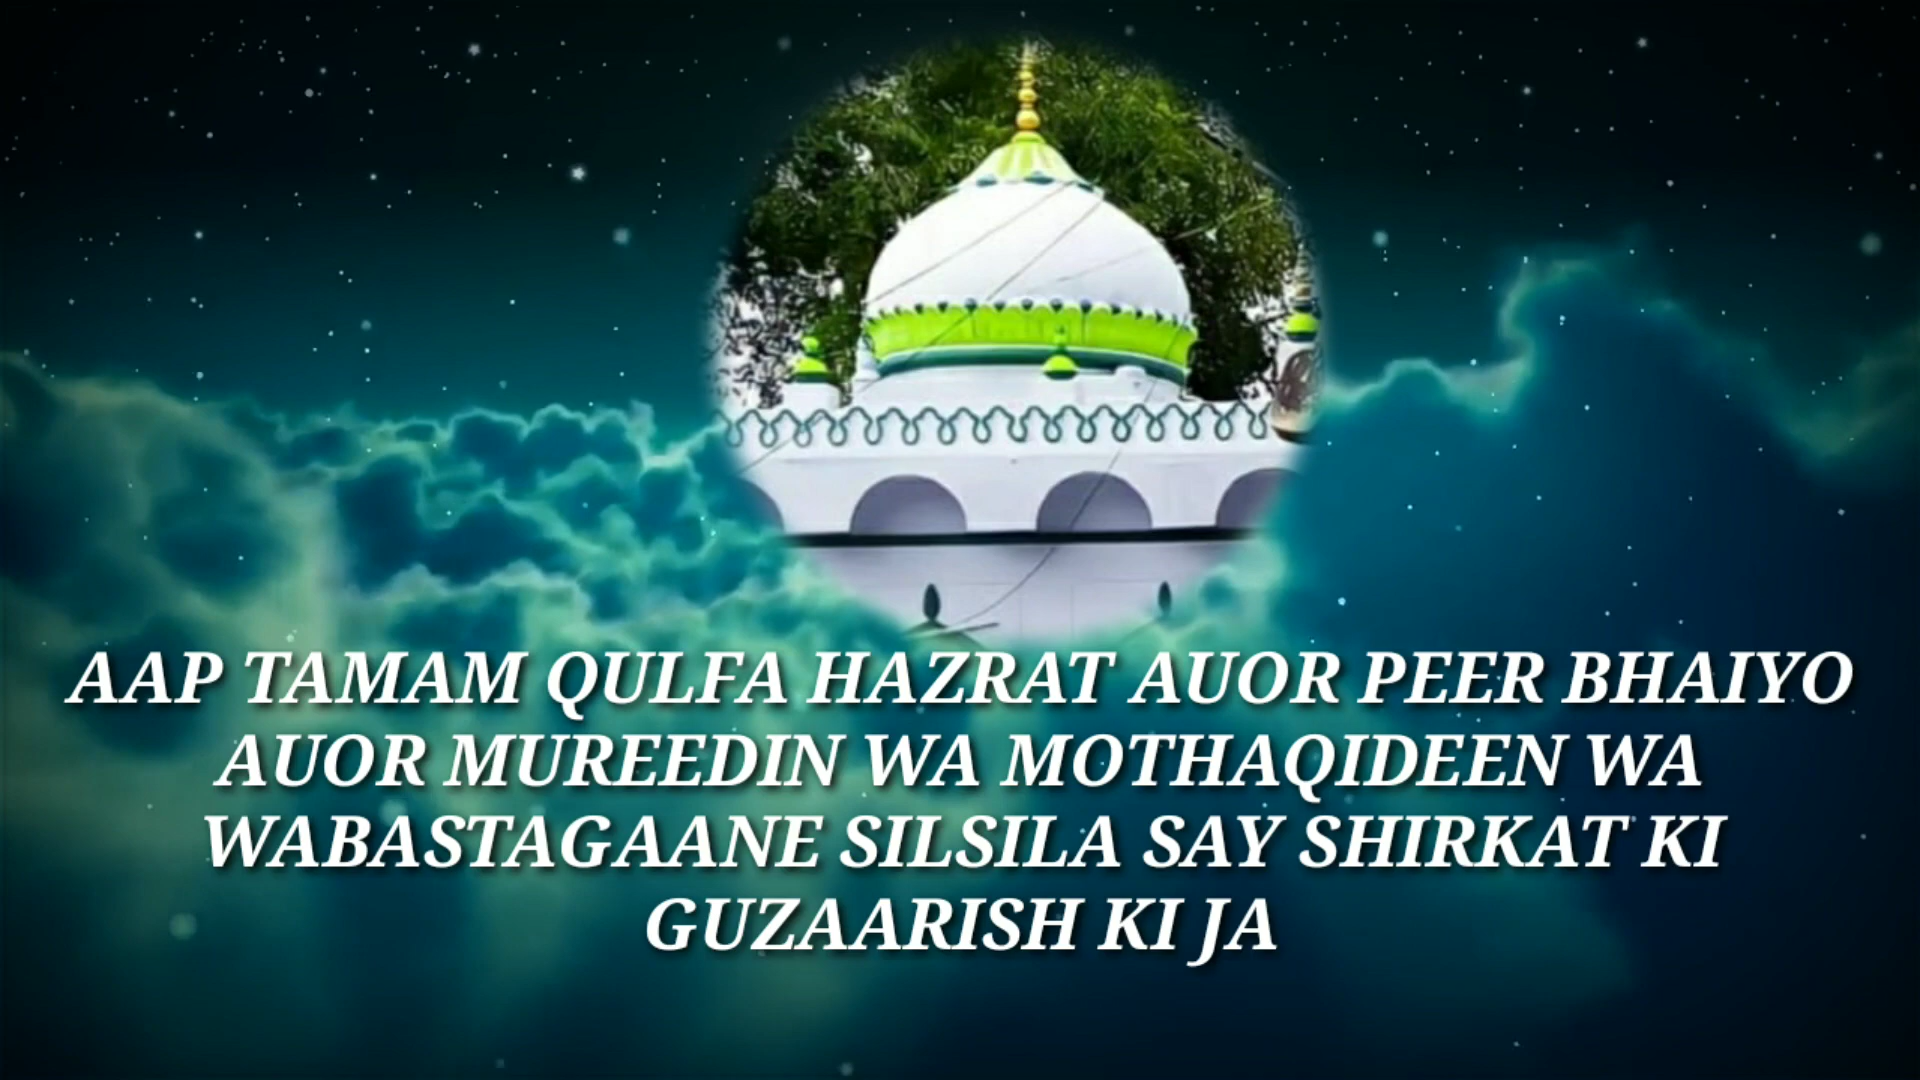 AAP TAMAM QULFA HAZRAT AUOR PEER BHAIYO
AUOR MUREEDIN WA MOTHAQIDEEN WA
WABASTAGAANE SILSILA SAY SHIRKAT KI
GUZAARISH KI JA